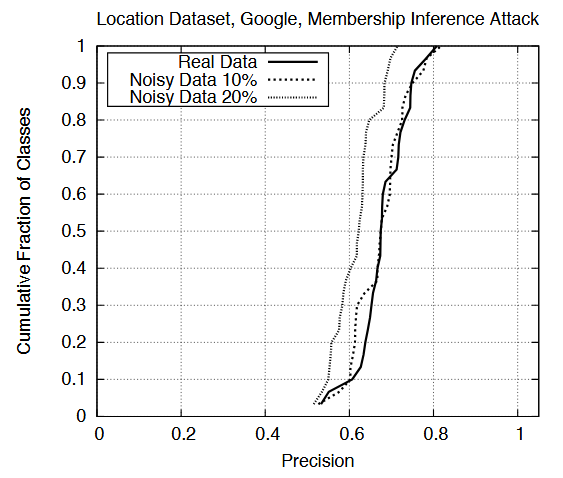 Location Dataset, Google, Membership Inference Attack
1
0.9
0.8
0.7
0.6
0.5
0.4
0.3
0.2
0.1
0
Real Data
Noisy Data 10%
Noisy Data 20%
Cumulative Fraction of Classes
0 0.2 0.4 0.6 0.8 1
Precision